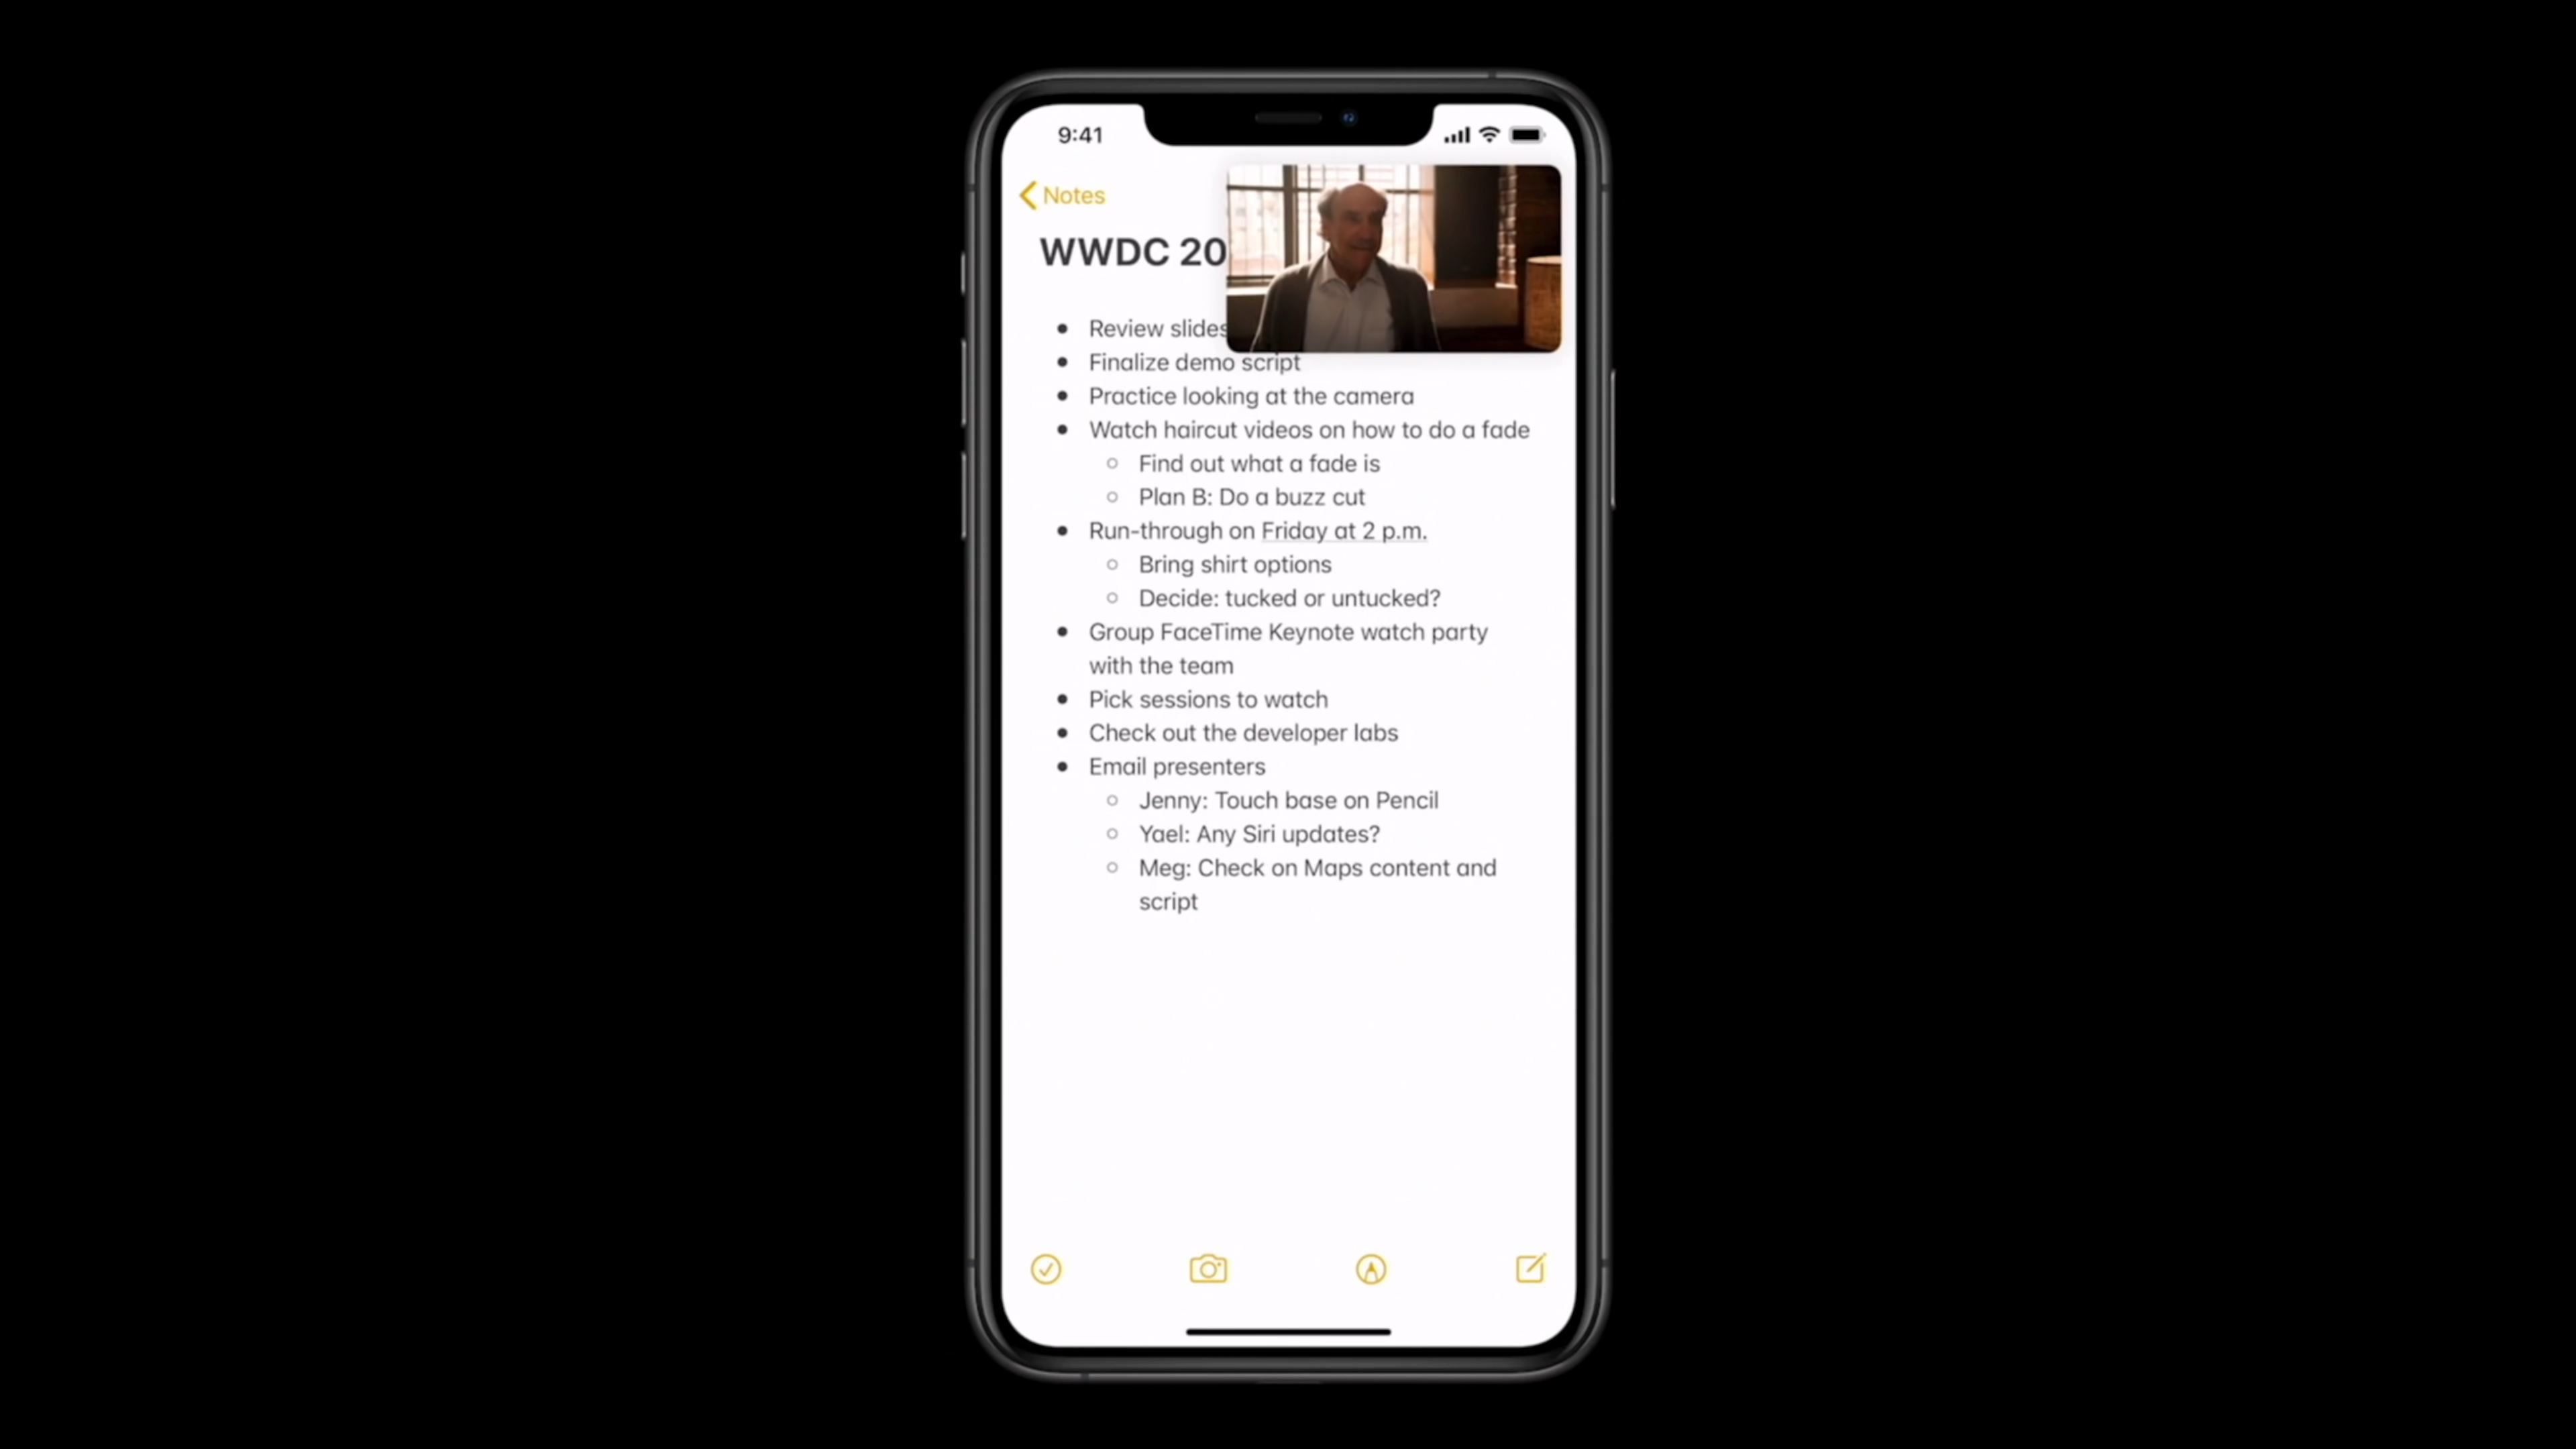 9:41
Notes
WWDC 20
Review slides
Finalize demo script
Practice looking at the camera
Watch haircut videos on how to do a fade
Find out what a fade is
Plan B: Do a buzz cut
Run-through on Friday at 2 p.m.
Bring shirt options
Decide: tucked or untucked?
Group FaceTime Keynote watch party
with the team
Pick sessions to watch
Check out the developer labs
Email presenters
Jenny: Touch base on Pencil
Yael: Any Siri updates?
Meg: Check on Maps content and
script